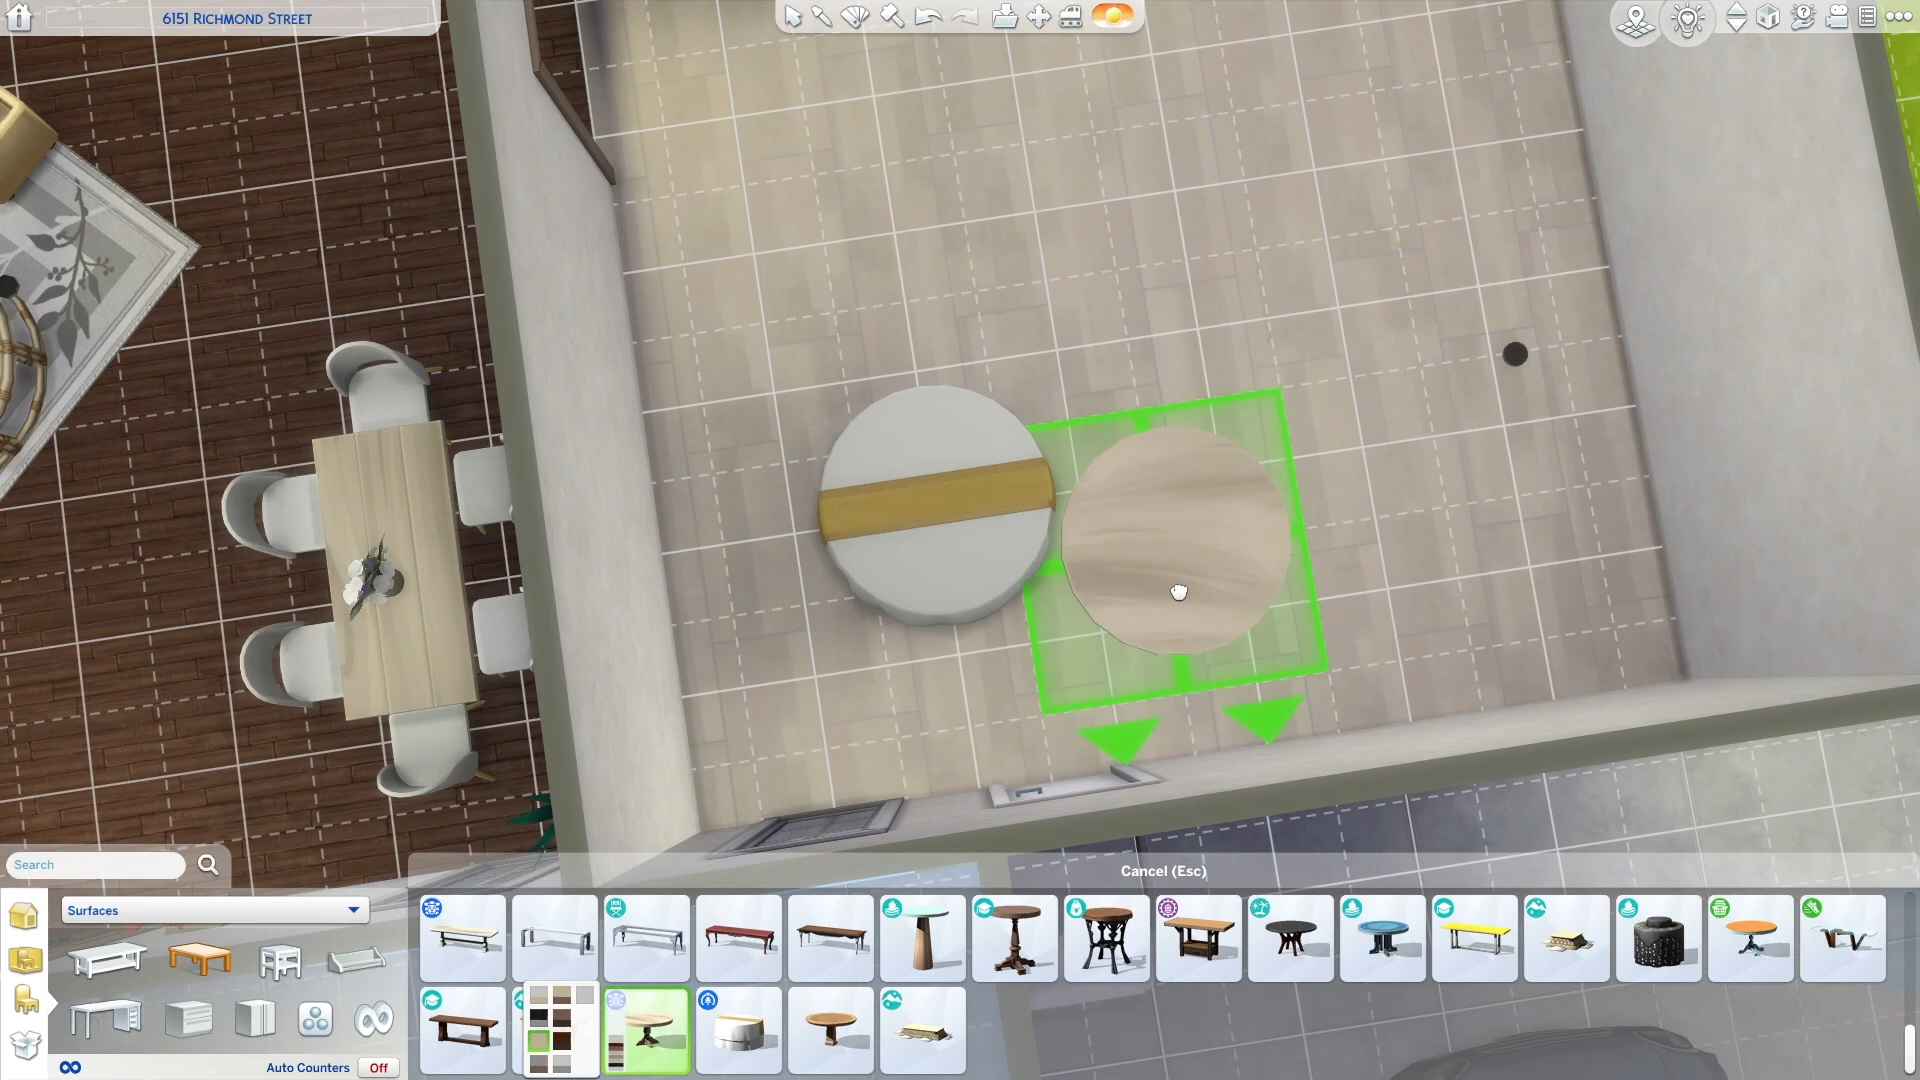 6151 Richmond Street
Search
Cancel (Esc)
Surfaces
Auto Counters
Off